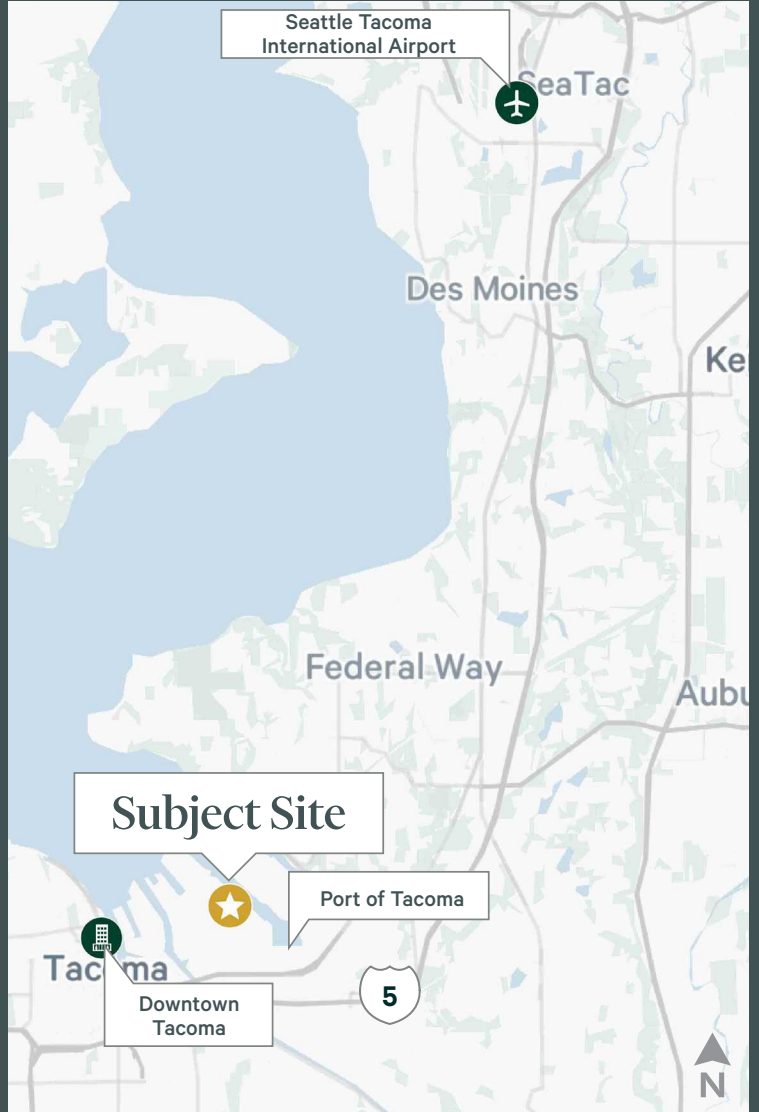 Seattle Tacoma
International Airport
SeaTac
Des Moines
Ke
Federal Way
Aubu
Subject Site
Port of Tacoma
Tacoma
5
Downtown
Tacoma
N